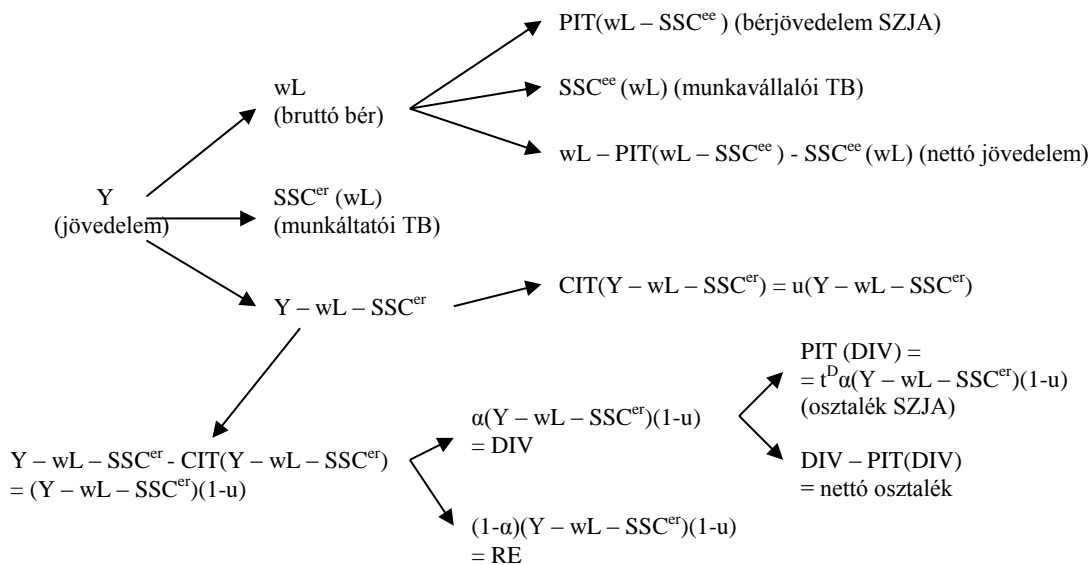 PIT(wL – SSC^ee ) (bérjövedelem SZJA)
wL
(bruttó bér)
SSC^ee (wL) (munkavállalói TB)
wL – PIT(wL – SSC^ee ) - SSC^ee (wL) (nettó jövedelem)
Y
(jövedelem)
SSC^er (wL)
(munkáltatói TB)
Y – wL – SSC^er
CIT(Y – wL – SSC^er) = u(Y – wL – SSC^er)
Y – wL – SSC^er - CIT(Y – wL – SSC^er)
= (Y – wL – SSC^er)(1-u)
α(Y – wL – SSC^er)(1-u)
= DIV
(1-α)(Y – wL – SSC^er)(1-u)
= RE
PIT (DIV) =
= t^Dα(Y – wL – SSC^er)(1-u)
(osztalék SZJA)
DIV – PIT(DIV)
= nettó osztalék